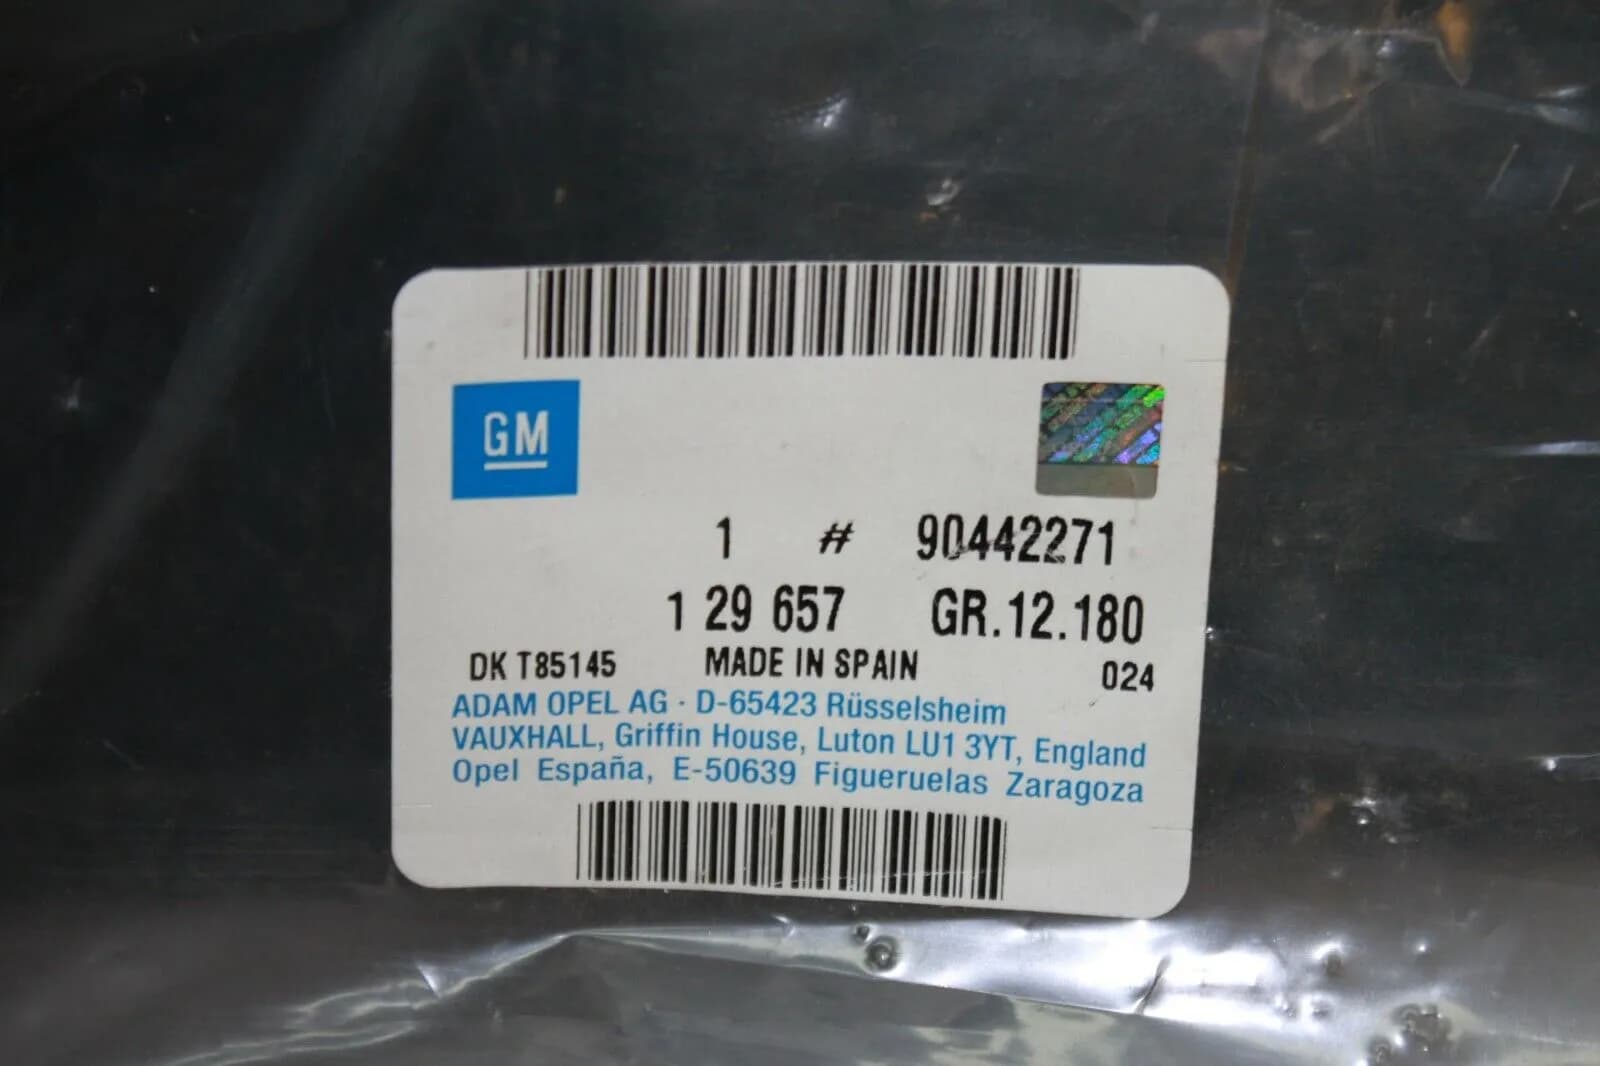 GM
1 # 90442271
1 29 657 GR.12.180
DK T85145 MADE IN SPAIN 024
ADAM OPEL AG · D-65423 Rüsselsheim
VAUXHALL, Griffin House, Luton LU1 3YT, England
Opel España, E-50639 Figueruelas Zaragoza